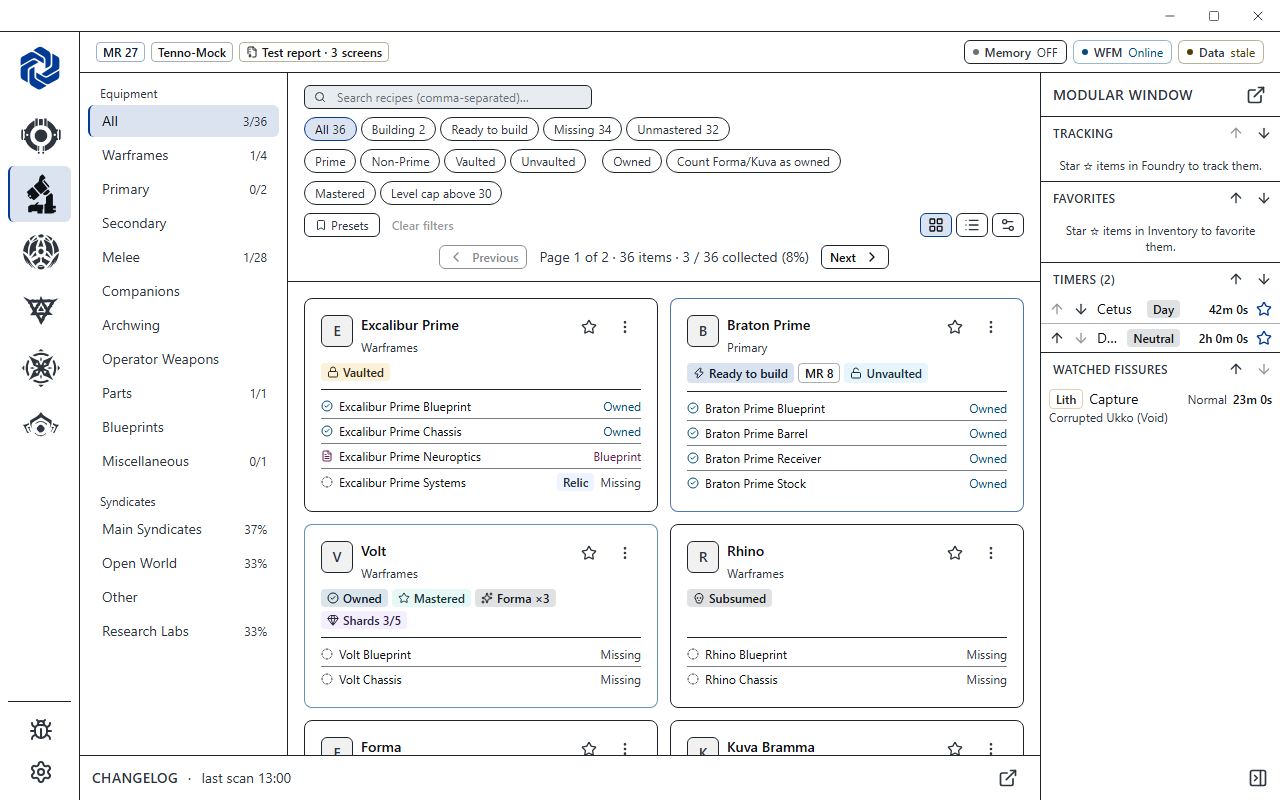 MR 27 Tenno-Mock Test report · 3 screens Memory OFF WFM Online Data stale
Equipment
All 3/36
Warframes 1/4
Primary 0/2
Secondary
Melee 1/28
Companions
Archwing
Operator Weapons
Parts 1/1
Blueprints
Miscellaneous 0/1
Syndicates
Main Syndicates 37%
Open World 33%
Other
Research Labs 33%
Search recipes (comma-separated)...
All 36 Building 2 Ready to build Missing 34 Unmastered 32
Prime Non-Prime Vaulted Unvaulted Owned Count Forma/Kuva as owned
Mastered Level cap above 30
Presets Clear filters
Previous Page 1 of 2 · 36 items · 3 / 36 collected (8%) Next
E Excalibur Prime
Warframes
Vaulted
Excalibur Prime Blueprint Owned
Excalibur Prime Chassis Owned
Excalibur Prime Neuroptics Blueprint
Excalibur Prime Systems Relic Missing
B Braton Prime
Primary
Ready to build MR 8 Unvaulted
Braton Prime Blueprint Owned
Braton Prime Barrel Owned
Braton Prime Receiver Owned
Braton Prime Stock Owned
V Volt
Warframes
Owned Mastered Forma ×3
Shards 3/5
Volt Blueprint Missing
Volt Chassis Missing
R Rhino
Warframes
Subsumed
Rhino Blueprint Missing
Rhino Chassis Missing
F Forma
K Kuva Bramma
MODULAR WINDOW
TRACKING
Star ☆ items in Foundry to track them.
FAVORITES
Star ☆ items in Inventory to favorite
them.
TIMERS (2)
Cetus Day 42m 0s
D... Neutral 2h 0m 0s
WATCHED FISSURES
Lith Capture Normal 23m 0s
Corrupted Ukko (Void)
CHANGELOG · last scan 13:00